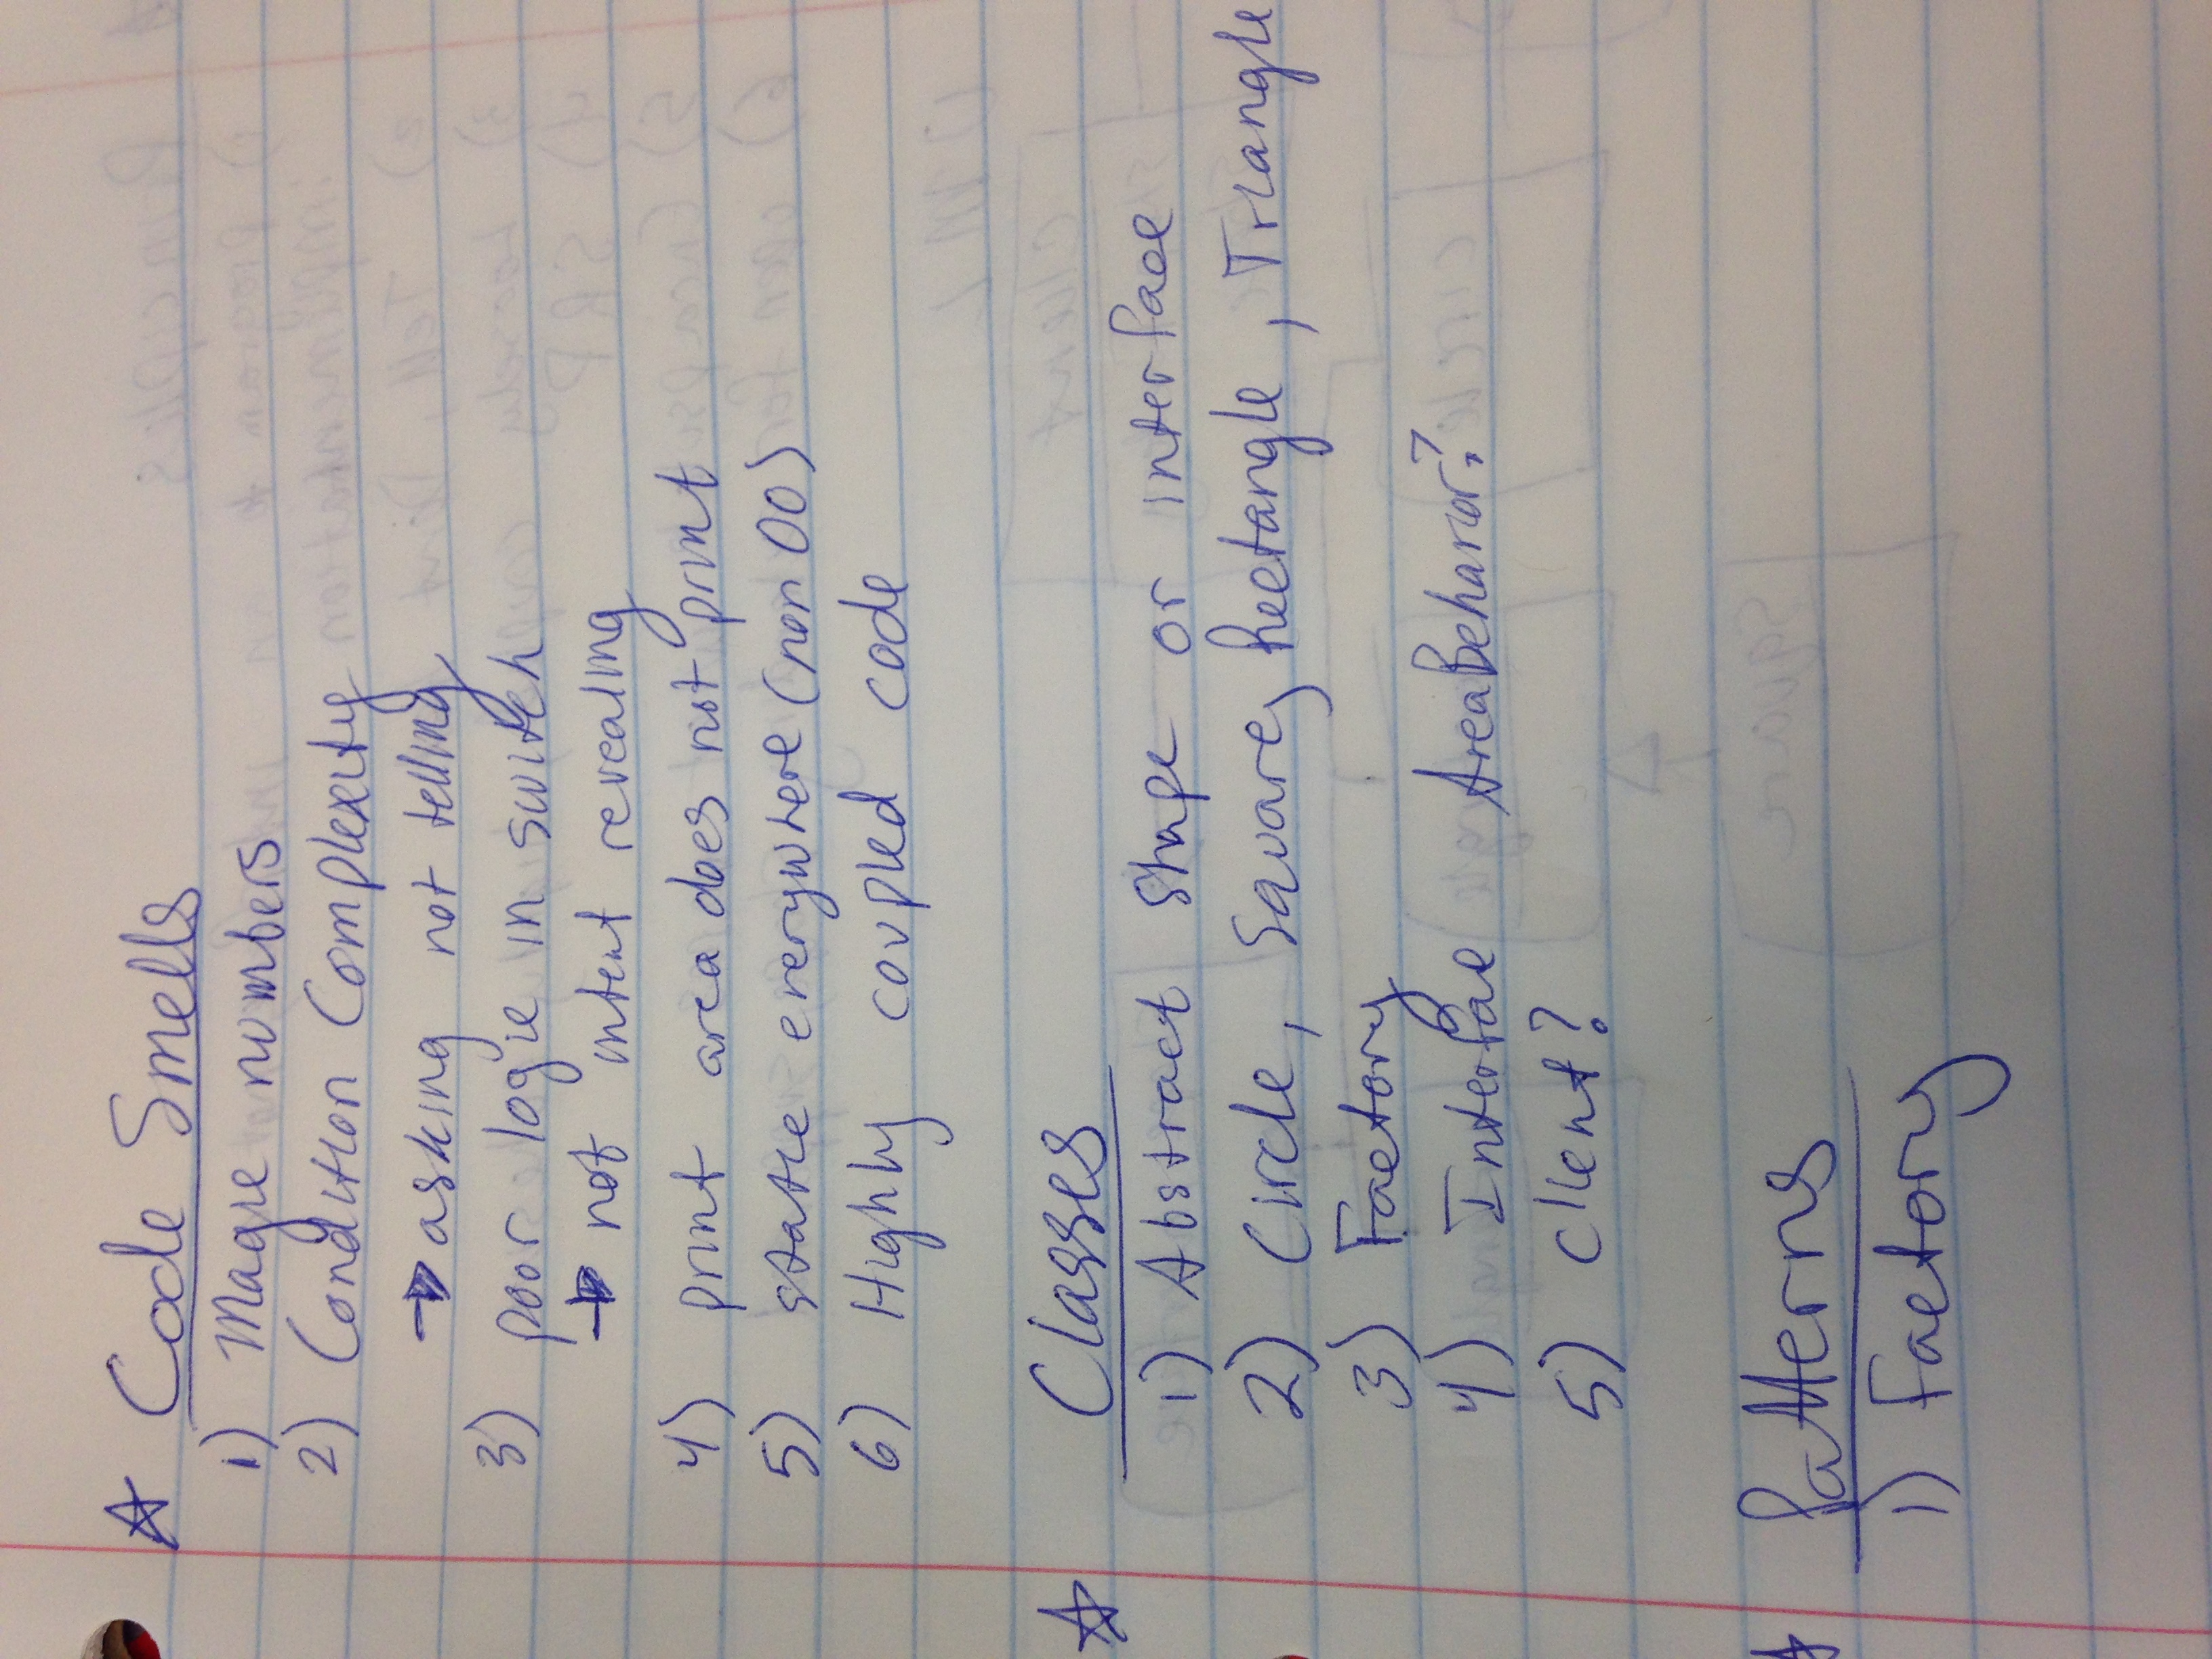 ☆ Code Smells
1) Magic numbers
2) Condition Complexity
→ asking not telling
3) poor logic in switch
→ not intent revealing
4) print area does not print
5) static everywhere (non OO)
6) Highly coupled code
☆ Classes
1) Abstract Shape or interface
2) Circle, Square, Rectangle, Triangle
3) Factory
4) Interface AreaBehavior?
5) Client?
☆ Patterns
1) Factory